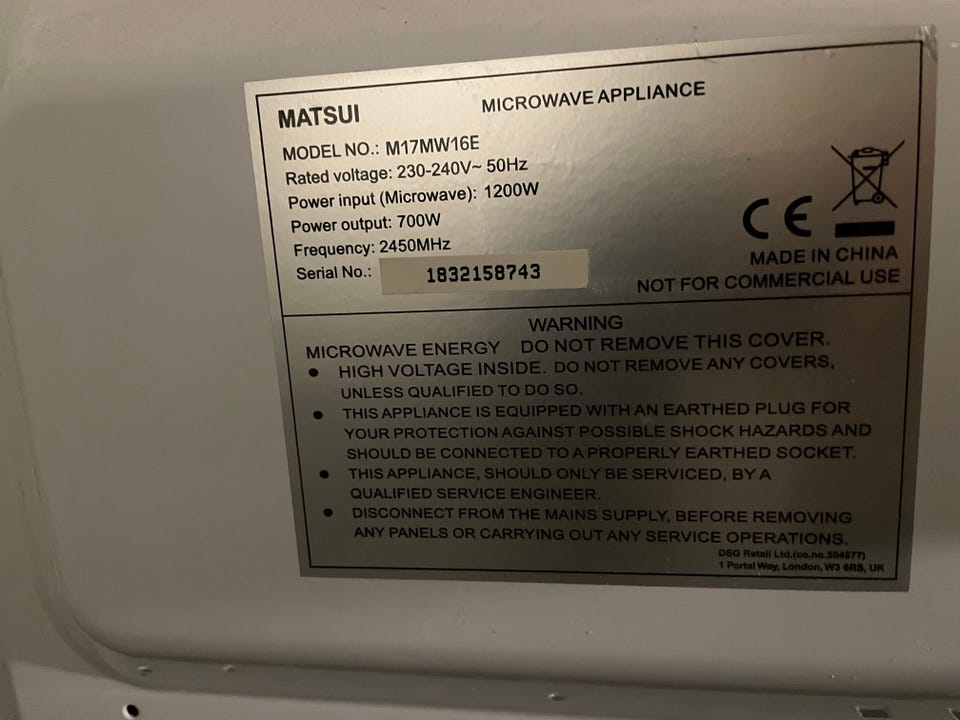 MATSUI MICROWAVE APPLIANCE
MODEL NO.: M17MW16E
Rated voltage: 230-240V~ 50Hz
Power input (Microwave): 1200W
Power output: 700W
Frequency: 2450MHz
Serial No.: 1832158743
CE
MADE IN CHINA
NOT FOR COMMERCIAL USE
WARNING
MICROWAVE ENERGY DO NOT REMOVE THIS COVER.
● HIGH VOLTAGE INSIDE. DO NOT REMOVE ANY COVERS,
UNLESS QUALIFIED TO DO SO.
● THIS APPLIANCE IS EQUIPPED WITH AN EARTHED PLUG FOR
YOUR PROTECTION AGAINST POSSIBLE SHOCK HAZARDS AND
SHOULD BE CONNECTED TO A PROPERLY EARTHED SOCKET.
● THIS APPLIANCE, SHOULD ONLY BE SERVICED, BY A
QUALIFIED SERVICE ENGINEER.
● DISCONNECT FROM THE MAINS SUPPLY, BEFORE REMOVING
ANY PANELS OR CARRYING OUT ANY SERVICE OPERATIONS.
DSG Retail Ltd.(co.no.504877)
1 Portal Way, London, W3 6RS, UK